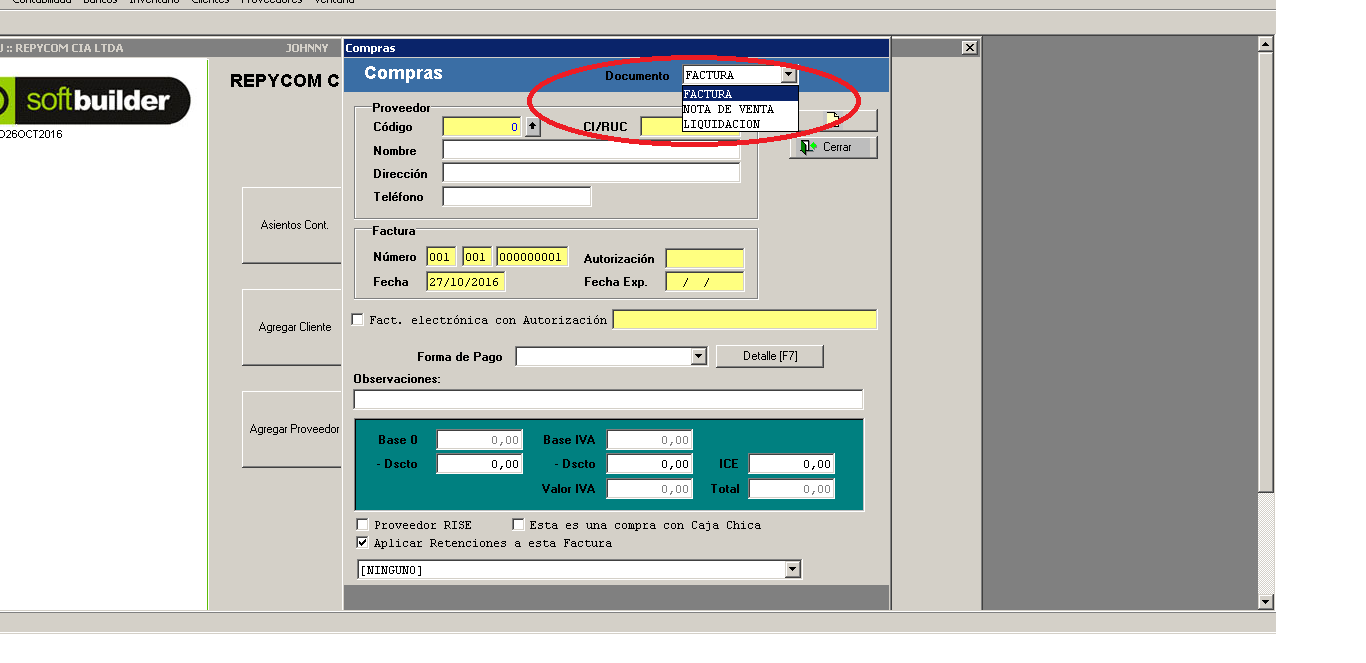 Contabilidad Bancos Inventario Clientes Proveedores Ventana
:: REPYCOM CIA LTDA JOHNNY
Compras
Compras
Documento FACTURA
FACTURA
NOTA DE VENTA
LIQUIDACION
REPYCOM C
softbuilder
O26OCT2016
Proveedor
Código 0 CI/RUC
Nombre
Cerrar
Dirección
Teléfono
Asientos Cont.
Factura
Número 001 001 000000001 Autorización
Fecha 27/10/2016 Fecha Exp. / /
Fact. electrónica con Autorización
Agregar Cliente
Forma de Pago Detalle [F7]
Observaciones:
Agregar Proveedor
Base 0 0,00 Base IVA 0,00
- Dscto 0,00 - Dscto 0,00 ICE 0,00
Valor IVA 0,00 Total 0,00
Proveedor RISE Esta es una compra con Caja Chica
Aplicar Retenciones a esta Factura
[NINGUNO]